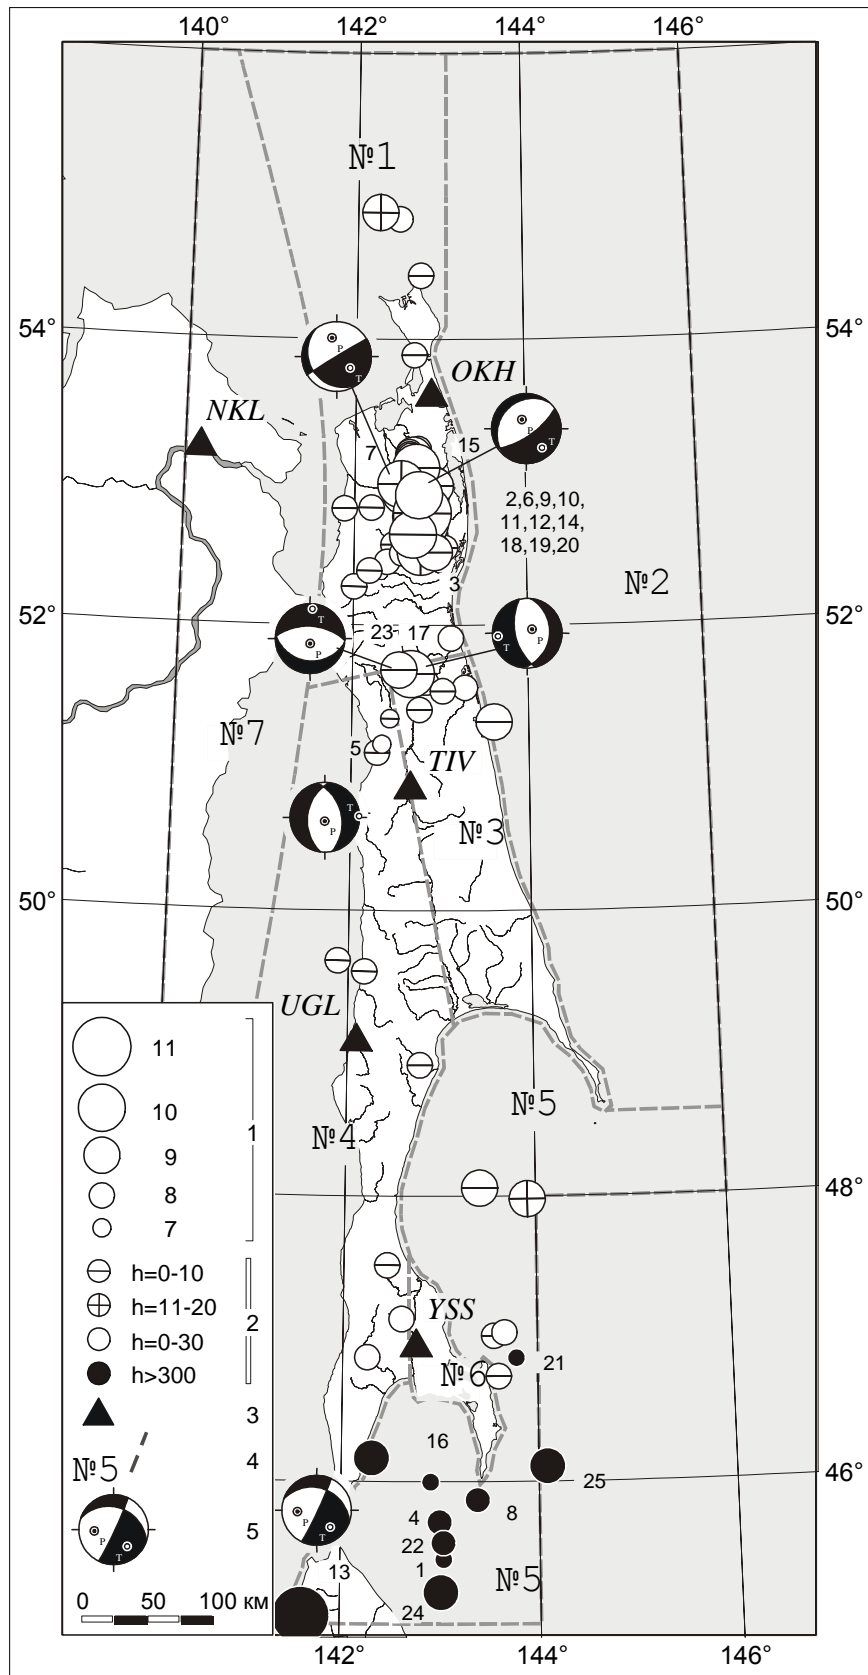 140° 142° 144° 146°
№1
54° 54°
OKH
NKL
P
T
P
T
7 15
2,6,9,10,
11,12,14,
18,19,20
3
№2
52° 52°
23 17
T
P
T
P
№7
5
TIV
T
P
№3
50° 50°
UGL
11
10
9
8
7
1
№5
№4
48°
h=0-10
h=11-20
h=0-30
h>300
2
YSS
21
№6
3
16
№5
4
46°
25
P
T
5
P
T
8
4
22
1
13
№5
24
0 50 100 км
142° 144° 146°